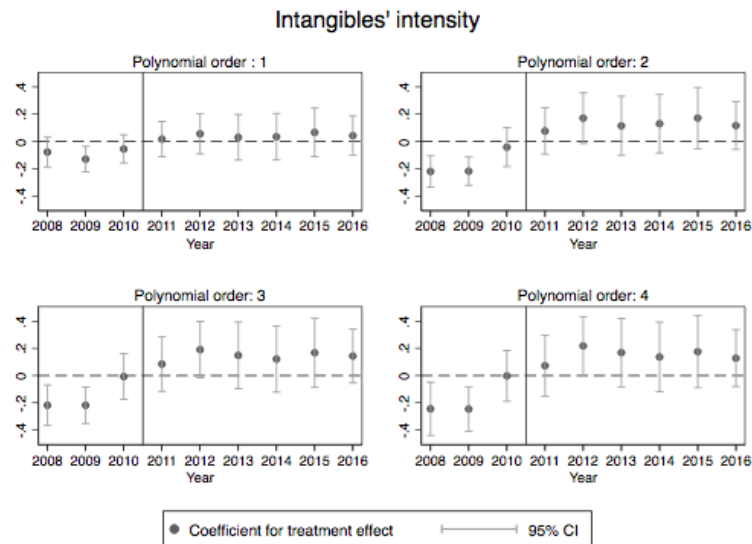 Intangibles' intensity
Polynomial order : 1
.4
.2
0
-.2
-.4
2008 2009 2010 2011 2012 2013 2014 2015 2016
Year
Polynomial order: 2
.4
.2
0
-.2
-.4
2008 2009 2010 2011 2012 2013 2014 2015 2016
Year
Polynomial order: 3
.4
.2
0
-.2
-.4
2008 2009 2010 2011 2012 2013 2014 2015 2016
Year
Polynomial order: 4
.4
.2
0
-.2
-.4
2008 2009 2010 2011 2012 2013 2014 2015 2016
Year
Coefficient for treatment effect 95% CI